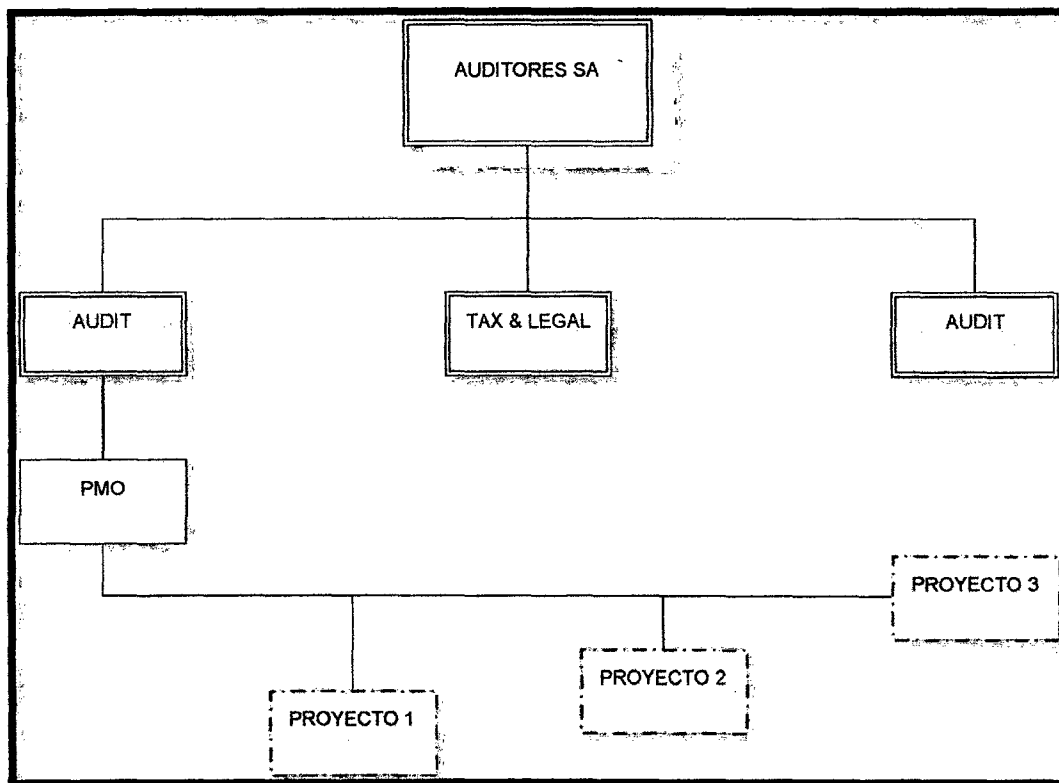 AUDITORES SA
AUDIT
TAX & LEGAL
AUDIT
PMO
PROYECTO 3
PROYECTO 2
PROYECTO 1